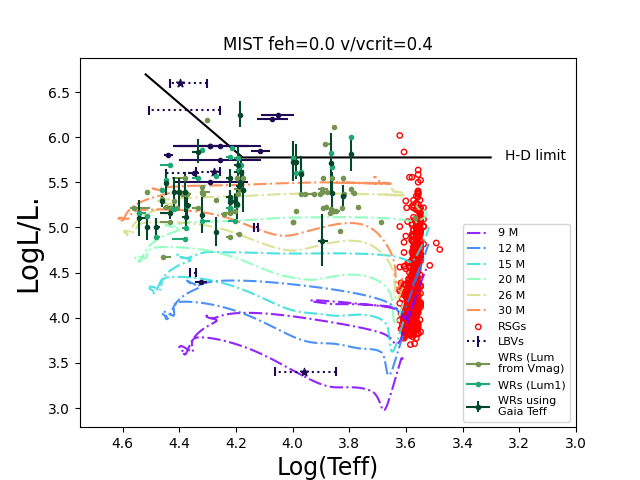 MIST feh=0.0 v/vcrit=0.4
LogL/L.
6.5
6.0
5.5
5.0
4.5
4.0
3.5
3.0
H-D limit
9 M
12 M
15 M
20 M
26 M
30 M
RSGs
LBVs
WRs (Lum
from Vmag)
WRs (Lum1)
WRs using
Gaia Teff
4.6 4.4 4.2 4.0 3.8 3.6 3.4 3.2 3.0
Log(Teff)